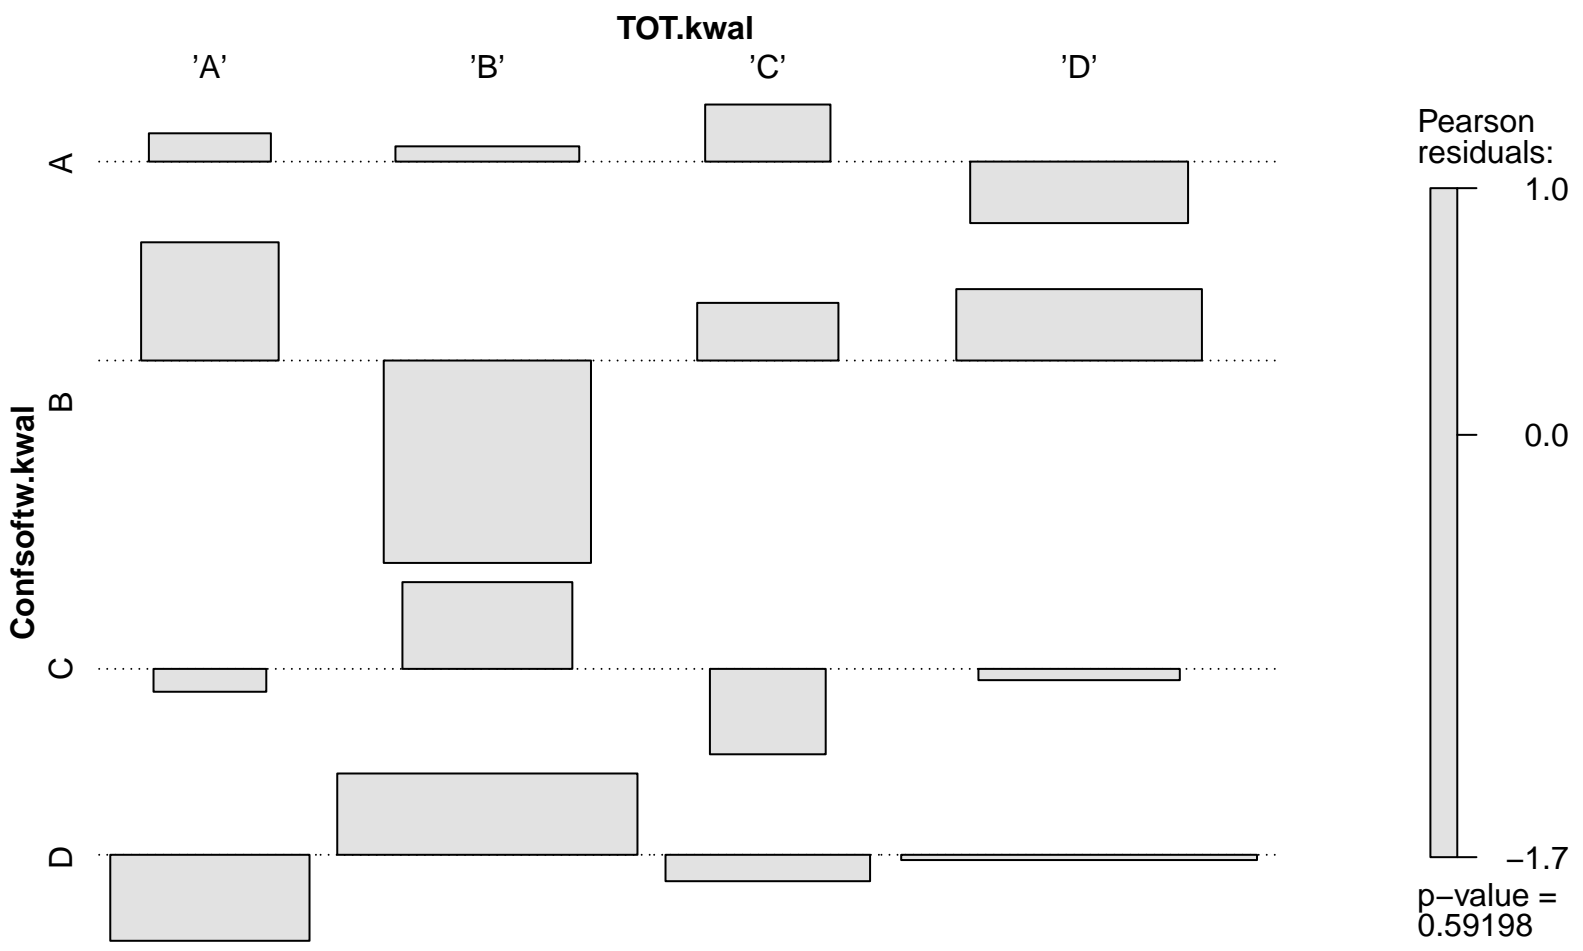 TOT.kwal
’A’ ’B’ ’C’ ’D’
Confsoftw.kwal
A
B
C
D
Pearson
residuals:
1.0
0.0
−1.7
p−value =
0.59198